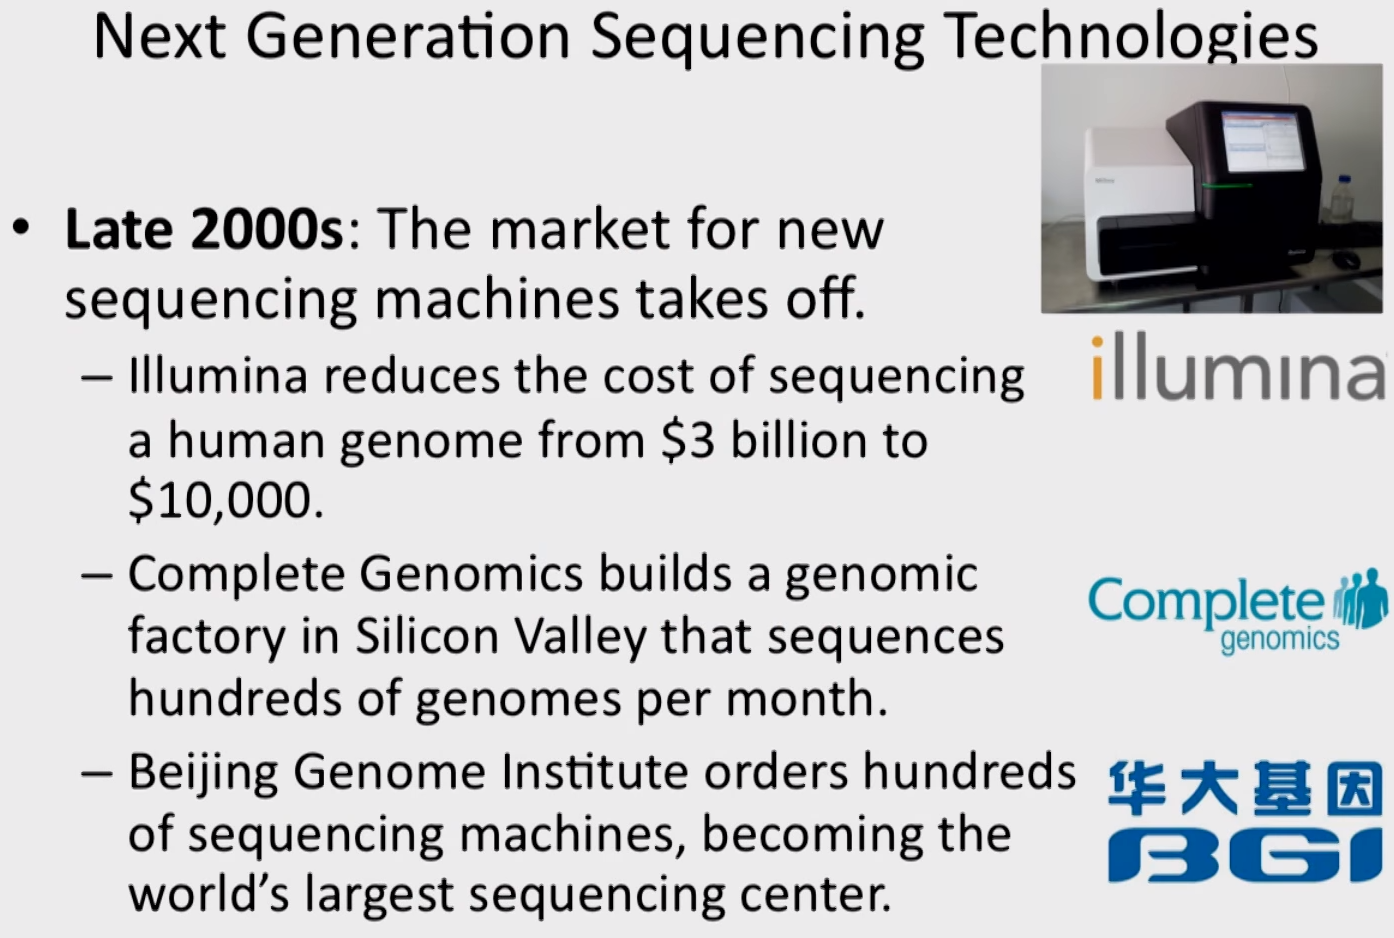 Next Generation Sequencing Technologies
• Late 2000s: The market for new
sequencing machines takes off.
– Illumina reduces the cost of sequencing
a human genome from $3 billion to
$10,000.
– Complete Genomics builds a genomic
factory in Silicon Valley that sequences
hundreds of genomes per month.
– Beijing Genome Institute orders hundreds
of sequencing machines, becoming the
world’s largest sequencing center.
illumina
Complete
genomics
华大基因
BGI